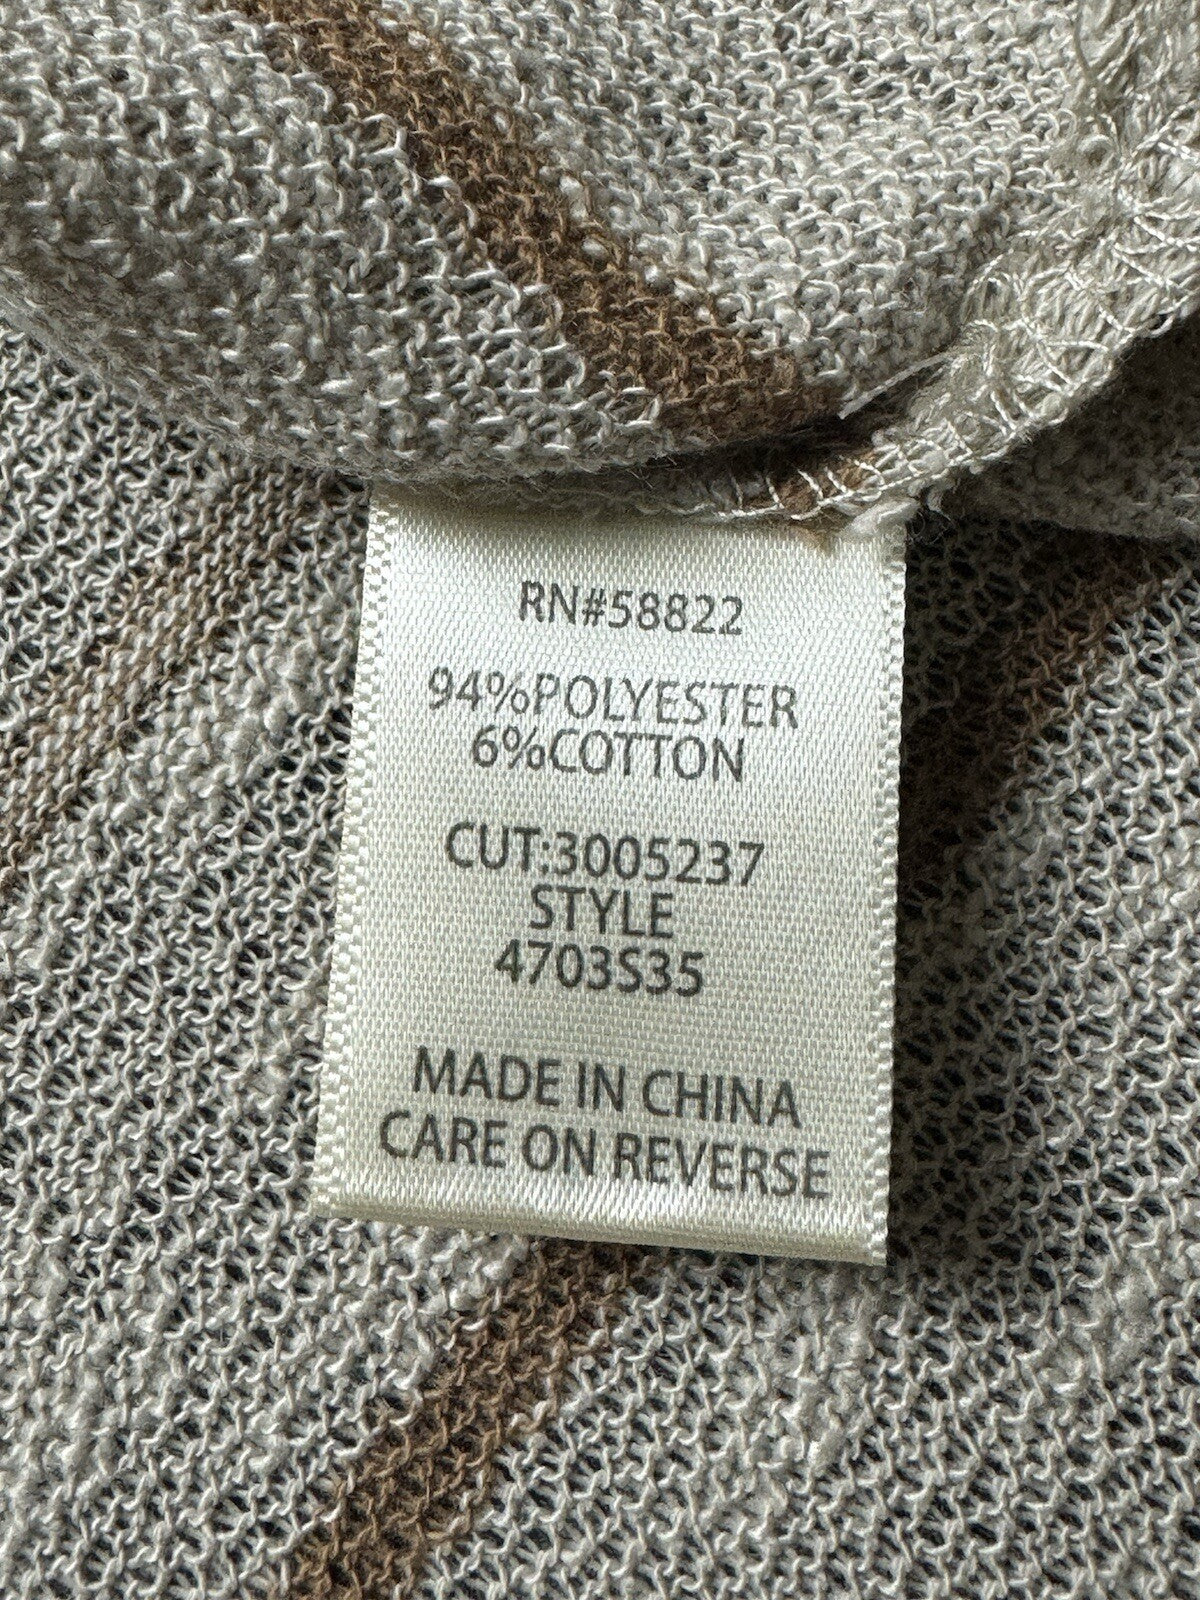 RN#58822
94%POLYESTER
6%COTTON
CUT:3005237
STYLE
4703S35
MADE IN CHINA
CARE ON REVERSE